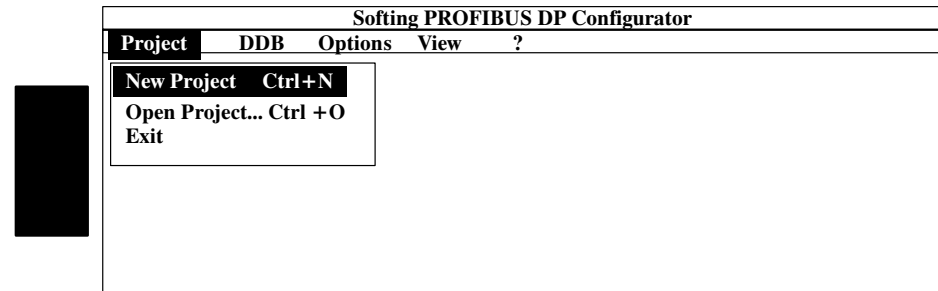 Softing PROFIBUS DP Configurator
Project DDB Options View ?
New Project Ctrl+N
Open Project... Ctrl +O
Exit